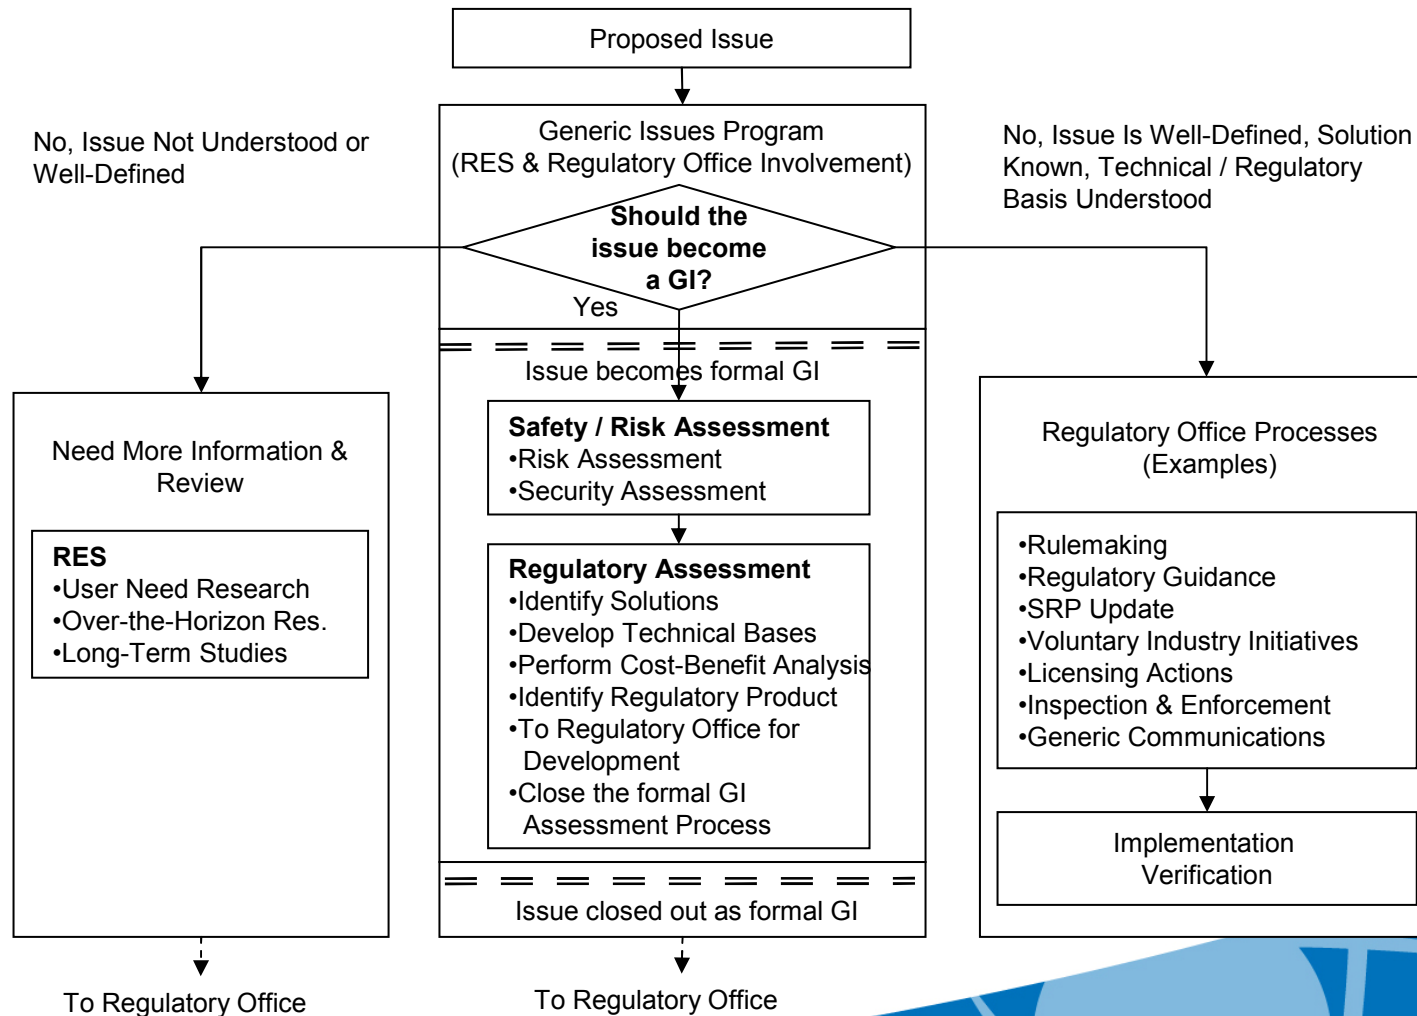 Proposed Issue
No, Issue Not Understood or
Well-Defined
Generic Issues Program
(RES & Regulatory Office Involvement)
No, Issue Is Well-Defined, Solution
Known, Technical / Regulatory
Basis Understood
Should the
issue become
a GI?
Yes
Issue becomes formal GI
Need More Information &
Review
RES
•User Need Research
•Over-the-Horizon Res.
•Long-Term Studies
Safety / Risk Assessment
•Risk Assessment
•Security Assessment
Regulatory Assessment
•Identify Solutions
•Develop Technical Bases
•Perform Cost-Benefit Analysis
•Identify Regulatory Product
•To Regulatory Office for
Development
•Close the formal GI
Assessment Process
Issue closed out as formal GI
Regulatory Office Processes
(Examples)
•Rulemaking
•Regulatory Guidance
•SRP Update
•Voluntary Industry Initiatives
•Licensing Actions
•Inspection & Enforcement
•Generic Communications
Implementation
Verification
To Regulatory Office
To Regulatory Office